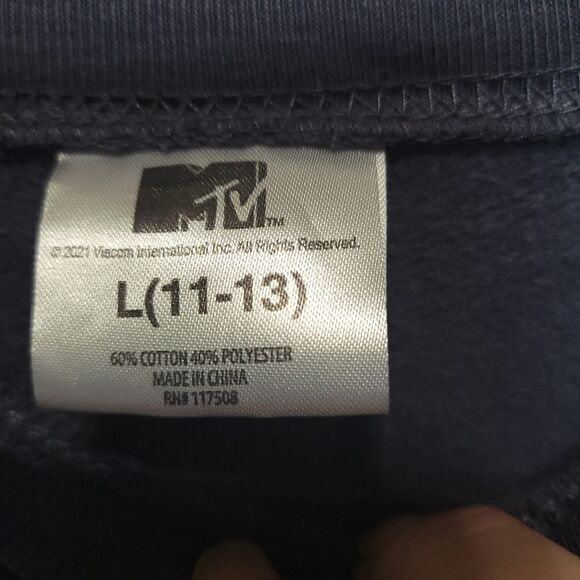 MTV TM
© 2021 Viacom International Inc. All Rights Reserved.
L(11-13)
60% COTTON 40% POLYESTER
MADE IN CHINA
RN# 117508